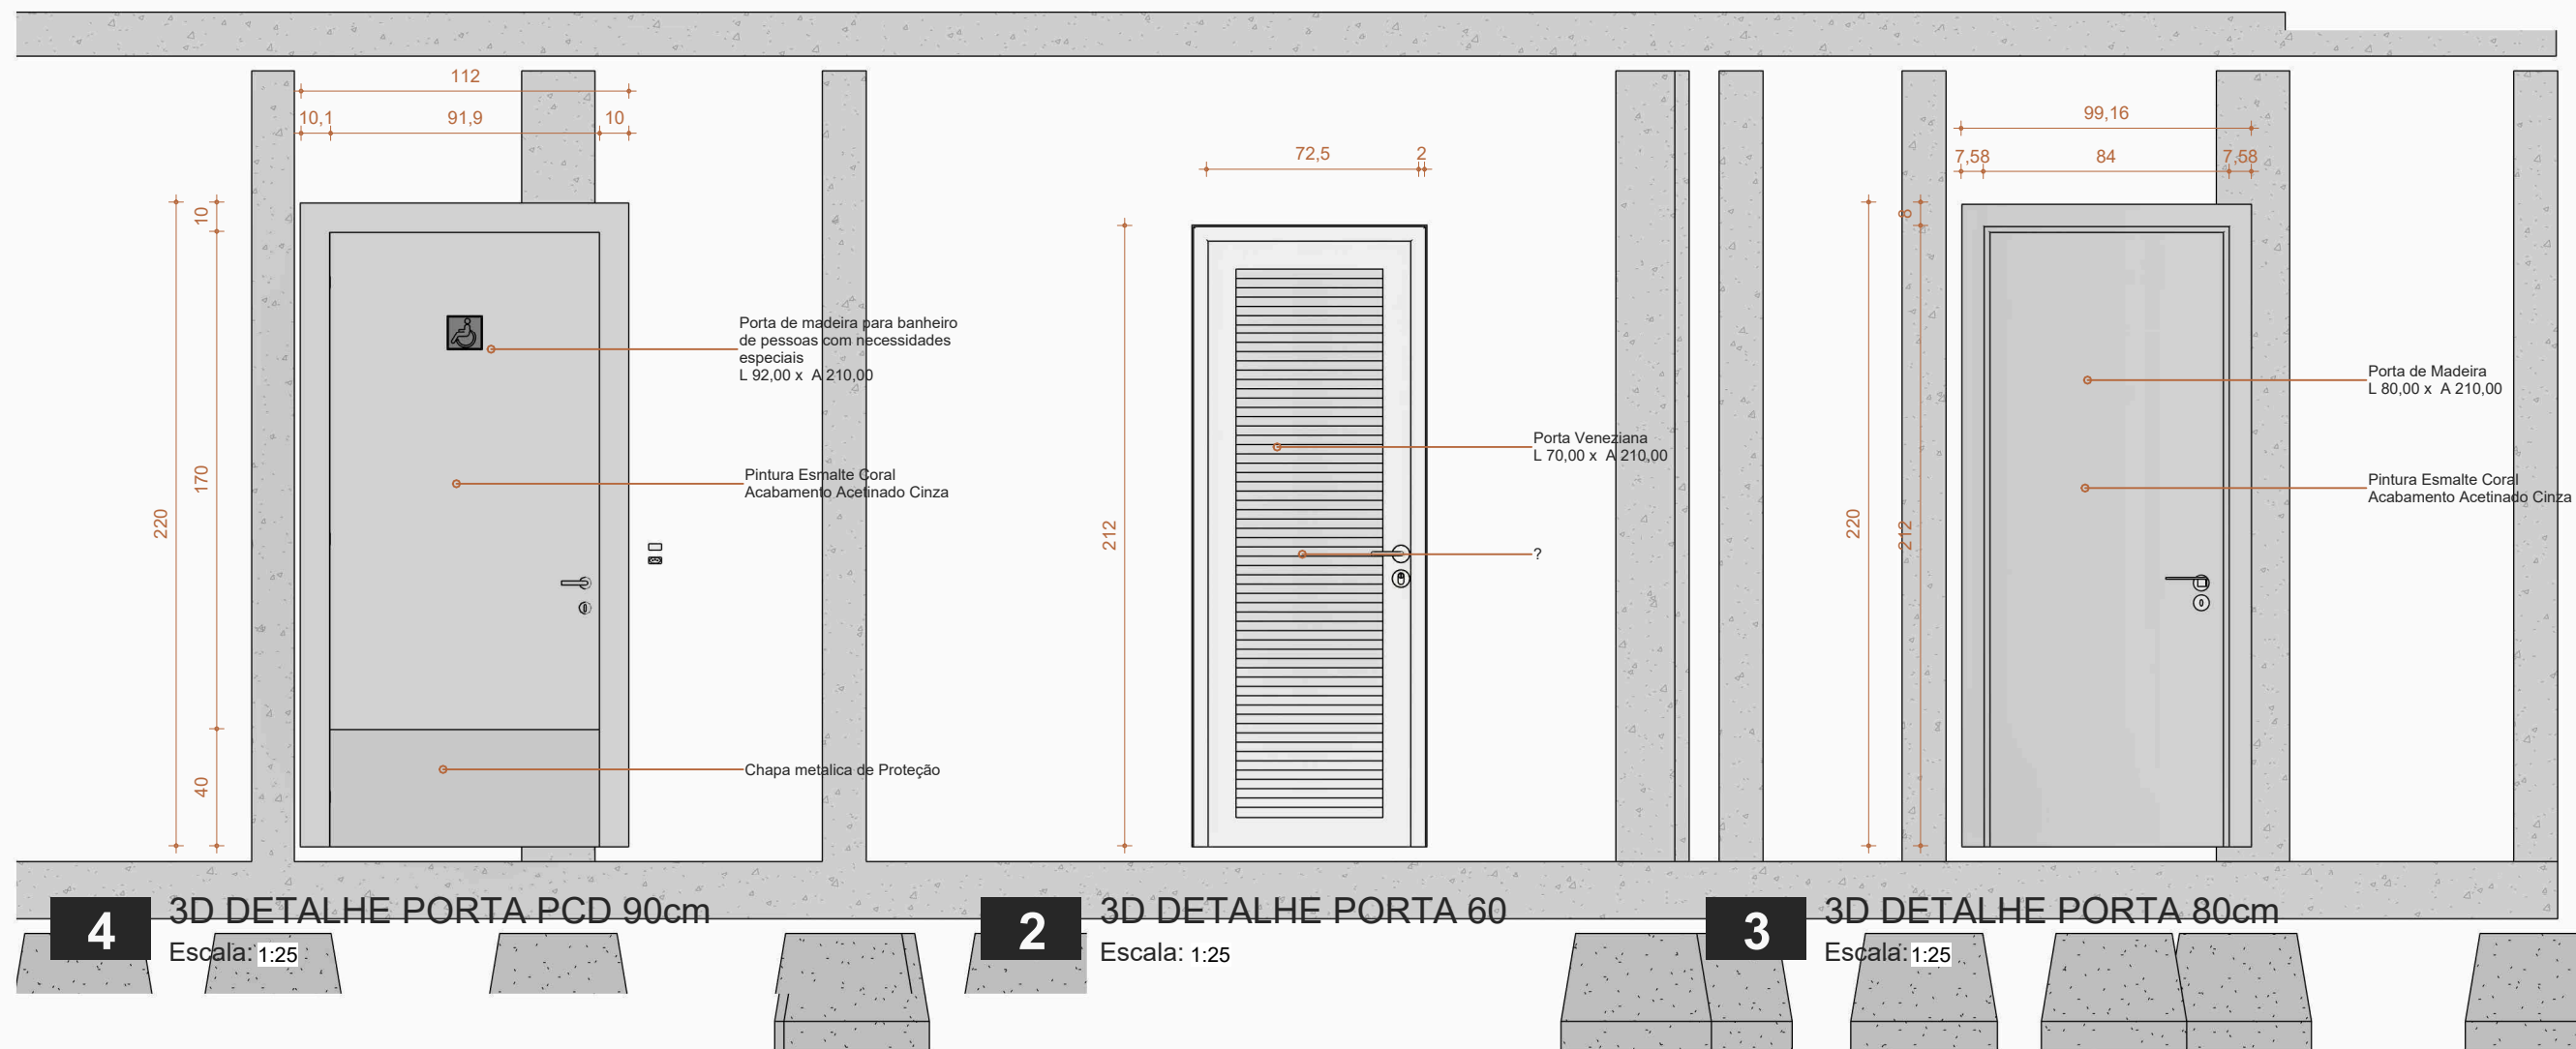 112
10,1
91,9
10
10
170
220
40
Porta de madeira para banheiro
de pessoas com necessidades
especiais
L 92,00 x  A 210,00
Pintura Esmalte Coral
Acabamento Acetinado Cinza
Chapa metalica de Proteção
4
3D DETALHE PORTA PCD 90cm
Escala: 1:25
72,5
2
212
Porta Veneziana
L 70,00 x  A 210,00
?
2
3D DETALHE PORTA 60
Escala: 1:25
99,16
7,58
84
7,58
8
220
212
Porta de Madeira
L 80,00 x  A 210,00
Pintura Esmalte Coral
Acabamento Acetinado Cinza
3
3D DETALHE PORTA 80cm
Escala: 1:25